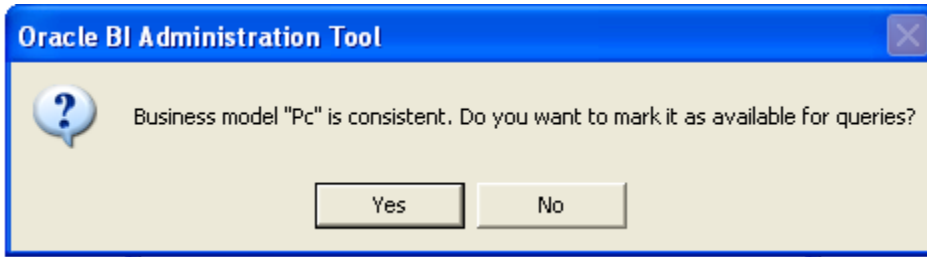 Oracle BI Administration Tool
Business model "Pc" is consistent. Do you want to mark it as available for queries?
Yes
No